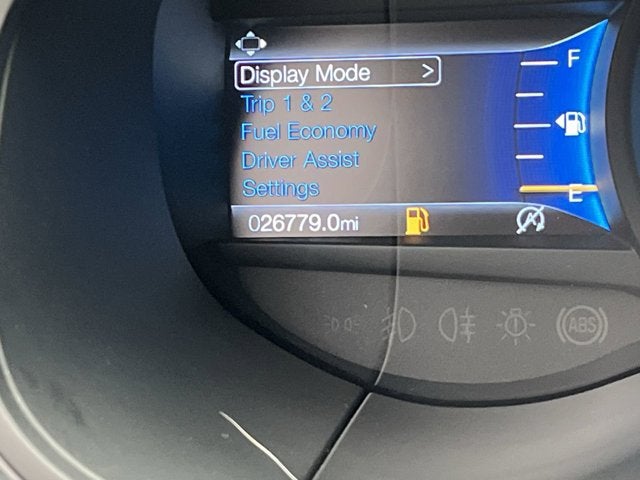 Display Mode >
Trip 1 & 2
Fuel Economy
Driver Assist
Settings
F
E
026779.0mi
A
ABS